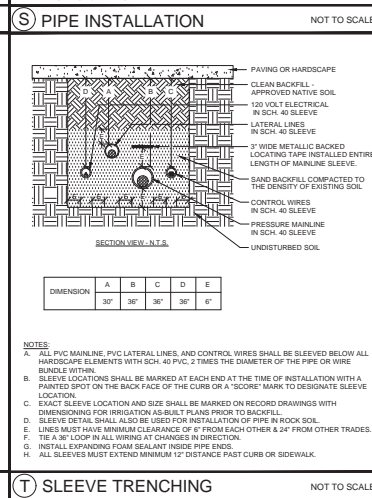 S PIPE INSTALLATION NOT TO SCALE
PAVING OR HARDSCAPE
D A B C
CLEAN BACKFILL -
APPROVED NATIVE SOIL
120 VOLT ELECTRICAL
IN SCH. 40 SLEEVE
LATERAL LINES
IN SCH. 40 SLEEVE
3" WIDE METALLIC BACKED
LOCATING TAPE INSTALLED ENTIRE
LENGTH OF MAINLINE SLEEVE.
SAND BACKFILL COMPACTED TO
THE DENSITY OF EXISTING SOIL
CONTROL WIRES
IN SCH. 40 SLEEVE
PRESSURE MAINLINE
IN SCH. 40 SLEEVE
UNDISTURBED SOIL
SECTION VIEW - N.T.S.
DIMENSION A B C D E
30" 36" 36" 36" 6"
NOTES:
A. ALL PVC MAINLINE, PVC LATERAL LINES, AND CONTROL WIRES SHALL BE SLEEVED BELOW ALL
HARDSCAPE ELEMENTS WITH SCH. 40 PVC, 2 TIMES THE DIAMETER OF THE PIPE OR WIRE
BUNDLE WITHIN.
B. SLEEVE LOCATIONS SHALL BE MARKED AT EACH END AT THE TIME OF INSTALLATION WITH A
PAINTED SPOT ON THE BACK FACE OF THE CURB OR A "SCORE" MARK TO DESIGNATE SLEEVE
LOCATION.
C. EXACT SLEEVE LOCATION AND SIZE SHALL BE MARKED ON RECORD DRAWINGS WITH
DIMENSIONING FOR IRRIGATION AS-BUILT PLANS PRIOR TO BACKFILL.
D. SLEEVE DETAIL SHALL ALSO BE USED FOR INSTALLATION OF PIPE IN ROCK SOIL.
E. LINES MUST HAVE MINIMUM CLEARANCE OF 6" FROM EACH OTHER & 24" FROM OTHER TRADES.
F. TIE A 36" LOOP IN ALL WIRING AT CHANGES IN DIRECTION.
G. INSTALL EXPANDING FOAM SEALANT INSIDE PIPE ENDS.
H. ALL SLEEVES MUST EXTEND MINIMUM 12" DISTANCE PAST CURB OR SIDEWALK.
T SLEEVE TRENCHING NOT TO SCALE